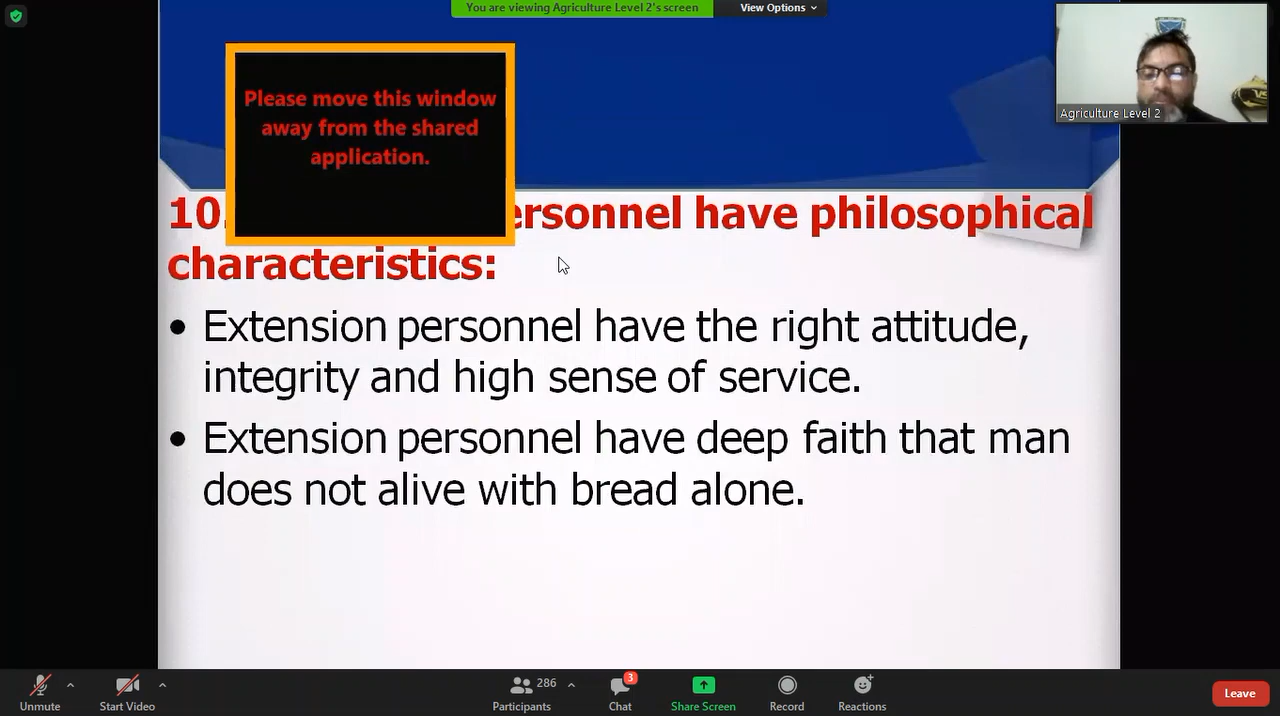 You are viewing Agriculture Level 2's screen
View Options
Please move this window
away from the shared
application.
Agriculture Level 2
10. ersonnel have philosophical
characteristics:
• Extension personnel have the right attitude,
integrity and high sense of service.
• Extension personnel have deep faith that man
does not alive with bread alone.
Unmute
Start Video
286
Participants
3
Chat
Share Screen
Record
Reactions
Leave